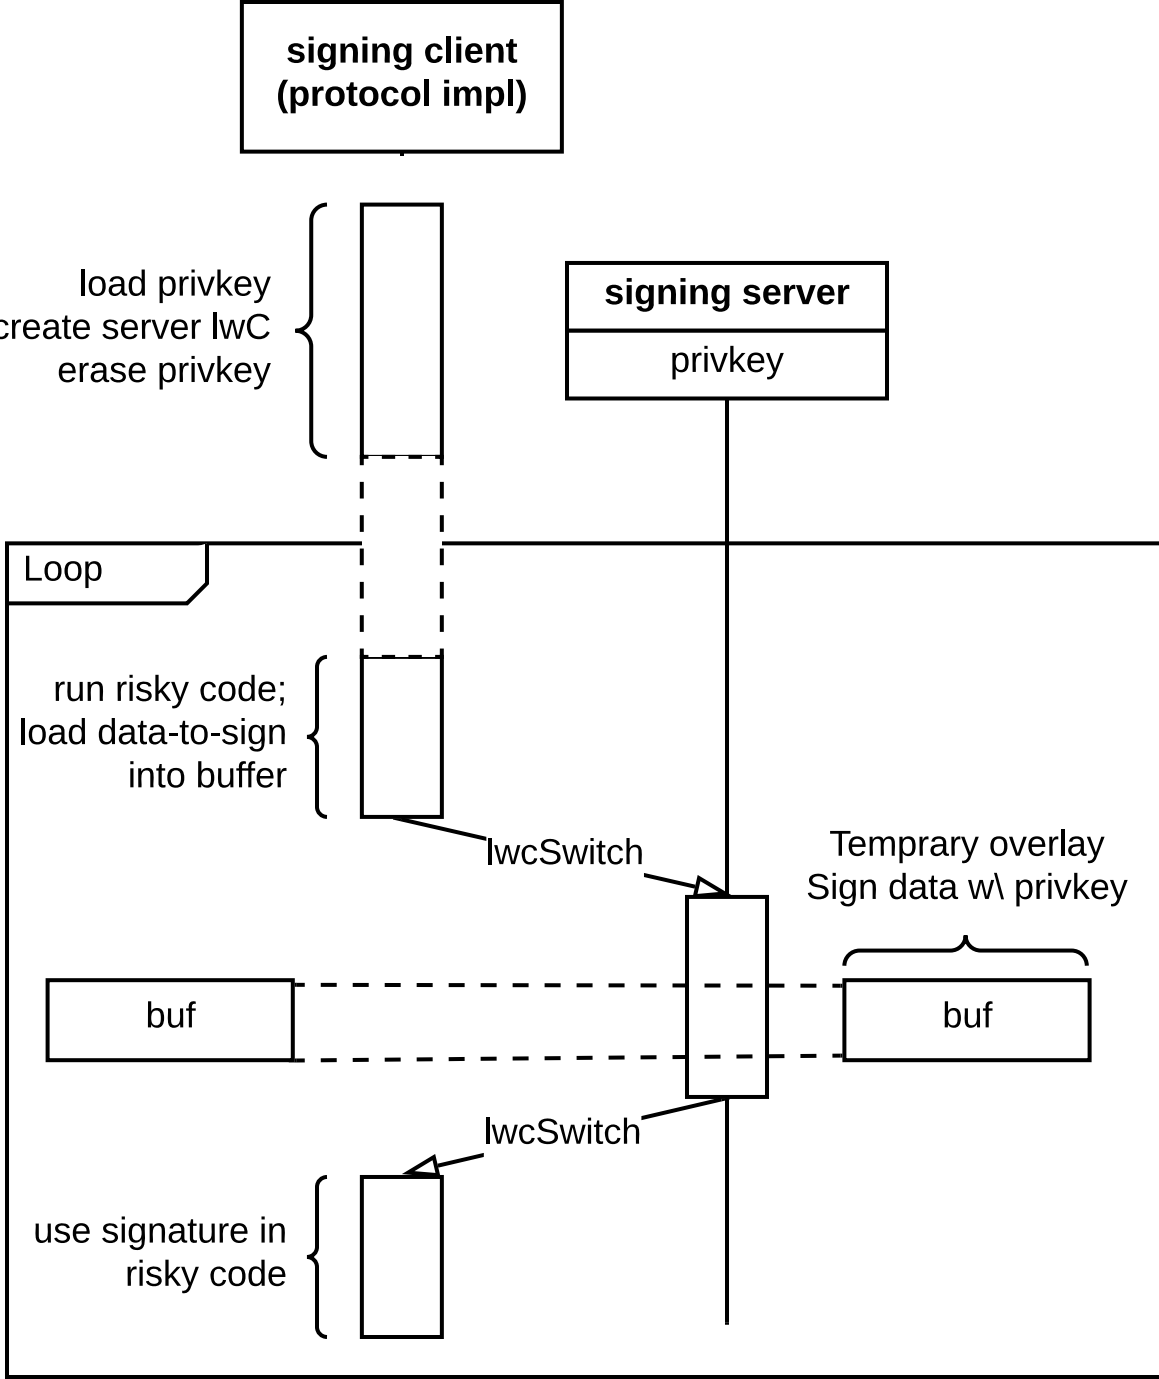 signing client
(protocol impl)
load privkey
create server lwC
erase privkey
signing server
privkey
Loop
run risky code;
load data-to-sign
into buffer
lwcSwitch
Temprary overlay
Sign data w\ privkey
buf
buf
lwcSwitch
use signature in
risky code